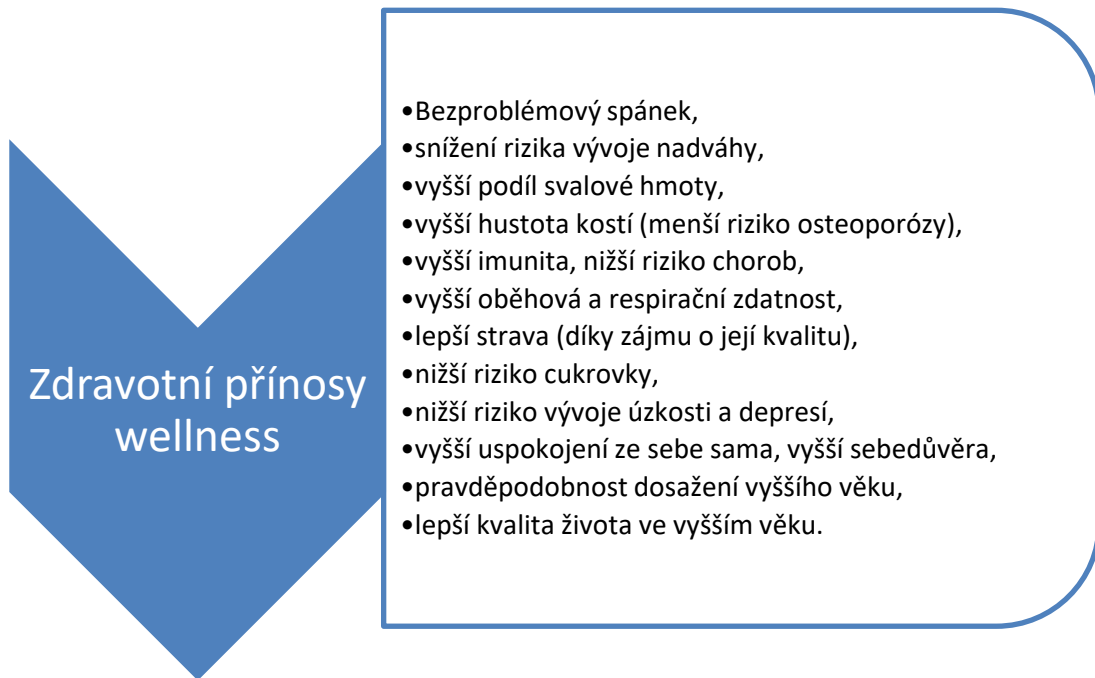 Zdravotní přínosy
wellness
•Bezproblémový spánek,
•snížení rizika vývoje nadváhy,
•vyšší podíl svalové hmoty,
•vyšší hustota kostí (menší riziko osteoporózy),
•vyšší imunita, nižší riziko chorob,
•vyšší oběhová a respirační zdatnost,
•lepší strava (díky zájmu o její kvalitu),
•nižší riziko cukrovky,
•nižší riziko vývoje úzkosti a depresí,
•vyšší uspokojení ze sebe sama, vyšší sebedůvěra,
•pravděpodobnost dosažení vyššího věku,
•lepší kvalita života ve vyšším věku.